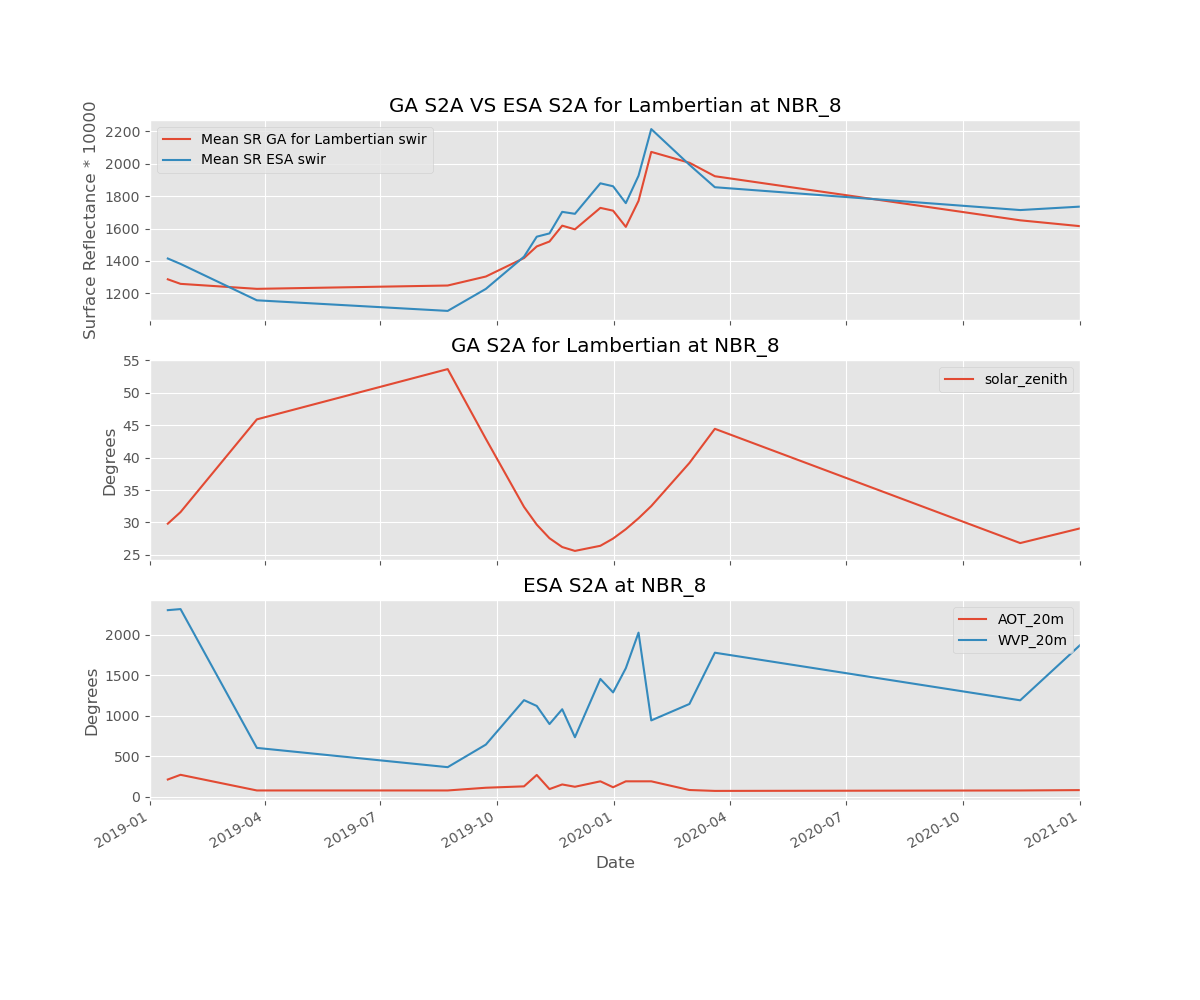 GA S2A VS ESA S2A for Lambertian at NBR_8
Surface Reflectance * 10000
2200
2000
1800
1600
1400
1200
Mean SR GA for Lambertian swir
Mean SR ESA swir
GA S2A for Lambertian at NBR_8
Degrees
55
50
45
40
35
30
25
solar_zenith
ESA S2A at NBR_8
Degrees
2000
1500
1000
500
0
AOT_20m
WVP_20m
2019-01
2019-04
2019-07
2019-10
2020-01
2020-04
2020-07
2020-10
2021-01
Date